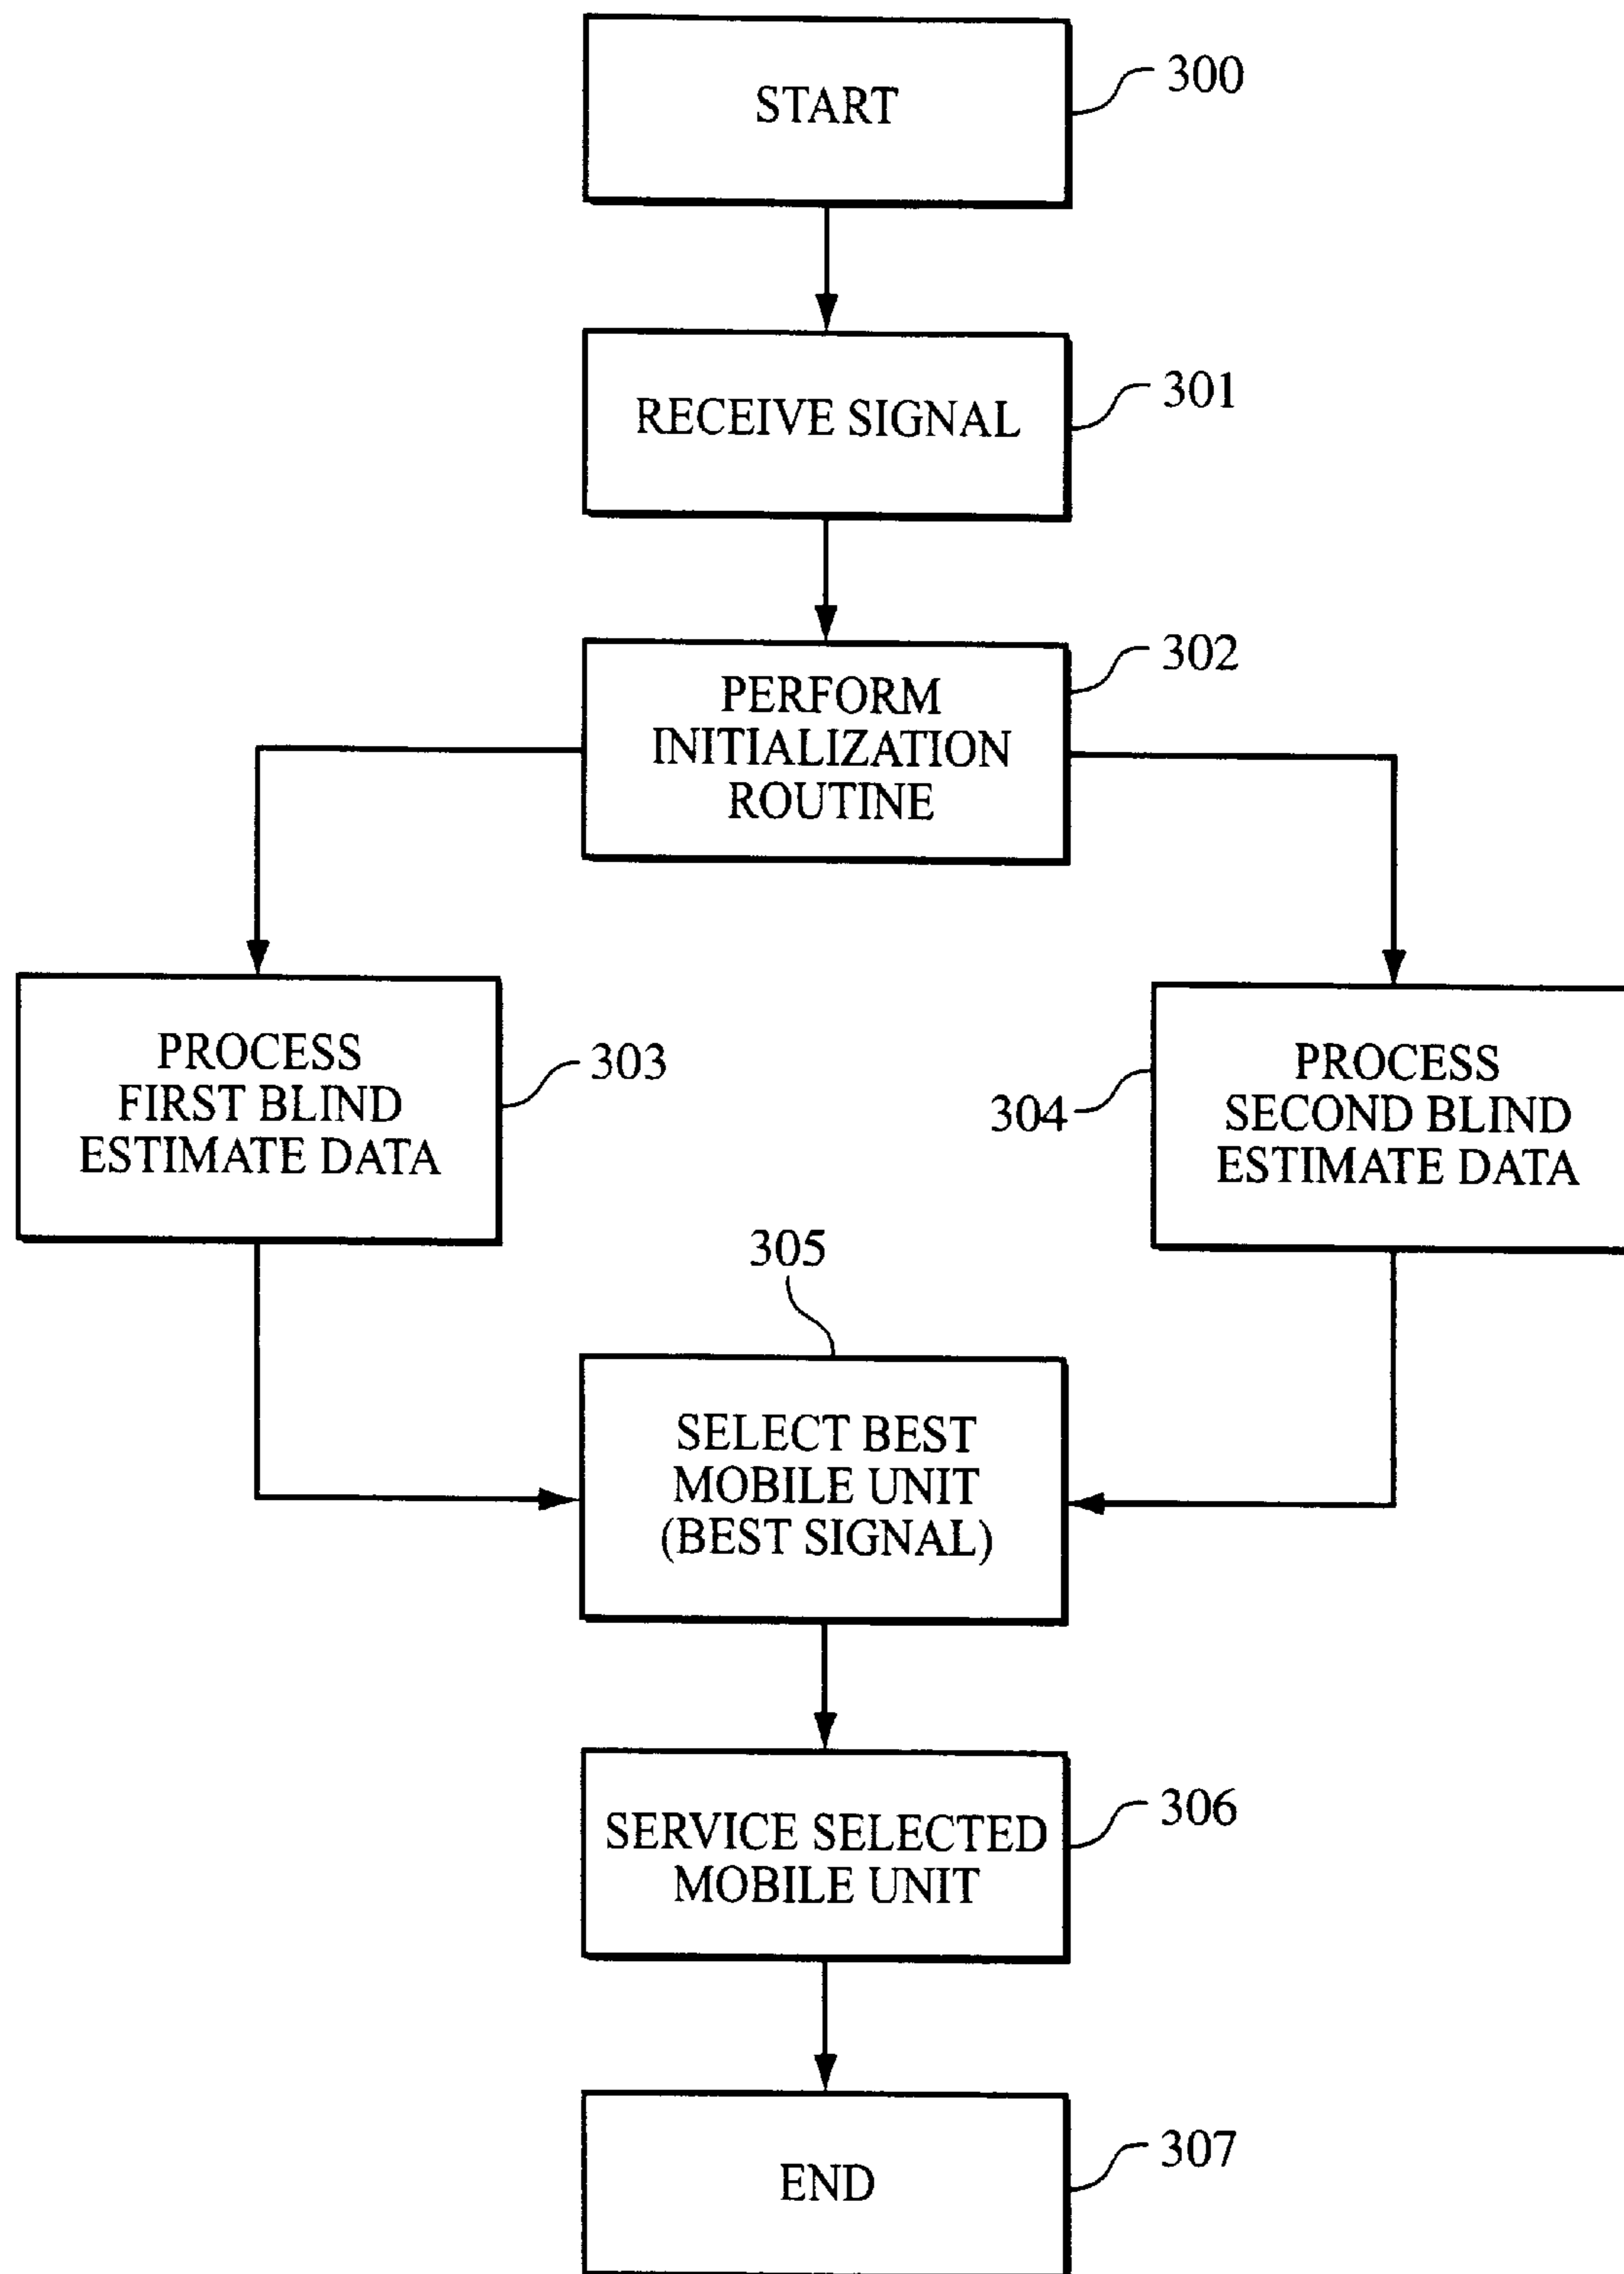 START
300
RECEIVE SIGNAL
301
PERFORM
INITIALIZATION
ROUTINE
302
PROCESS
FIRST BLIND
ESTIMATE DATA
303
304
PROCESS
SECOND BLIND
ESTIMATE DATA
305
SELECT BEST
MOBILE UNIT
(BEST SIGNAL)
SERVICE SELECTED
MOBILE UNIT
306
END
307